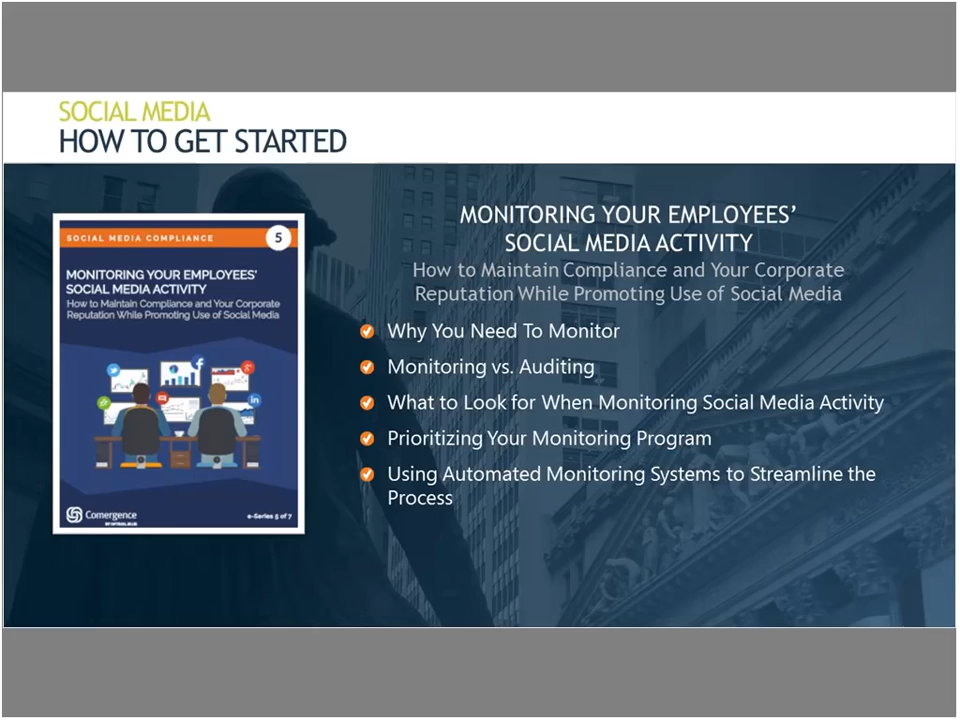 SOCIAL MEDIA
HOW TO GET STARTED
SOCIAL MEDIA COMPLIANCE
5
MONITORING YOUR EMPLOYEES'
SOCIAL MEDIA ACTIVITY
How to Maintain Compliance and Your Corporate
Reputation While Promoting Use of Social Media
Comergence
BY OPTIMAL BLUE
e-Series 5 of 7
MONITORING YOUR EMPLOYEES'
SOCIAL MEDIA ACTIVITY
How to Maintain Compliance and Your Corporate
Reputation While Promoting Use of Social Media
Why You Need To Monitor
Monitoring vs. Auditing
What to Look for When Monitoring Social Media Activity
Prioritizing Your Monitoring Program
Using Automated Monitoring Systems to Streamline the
Process